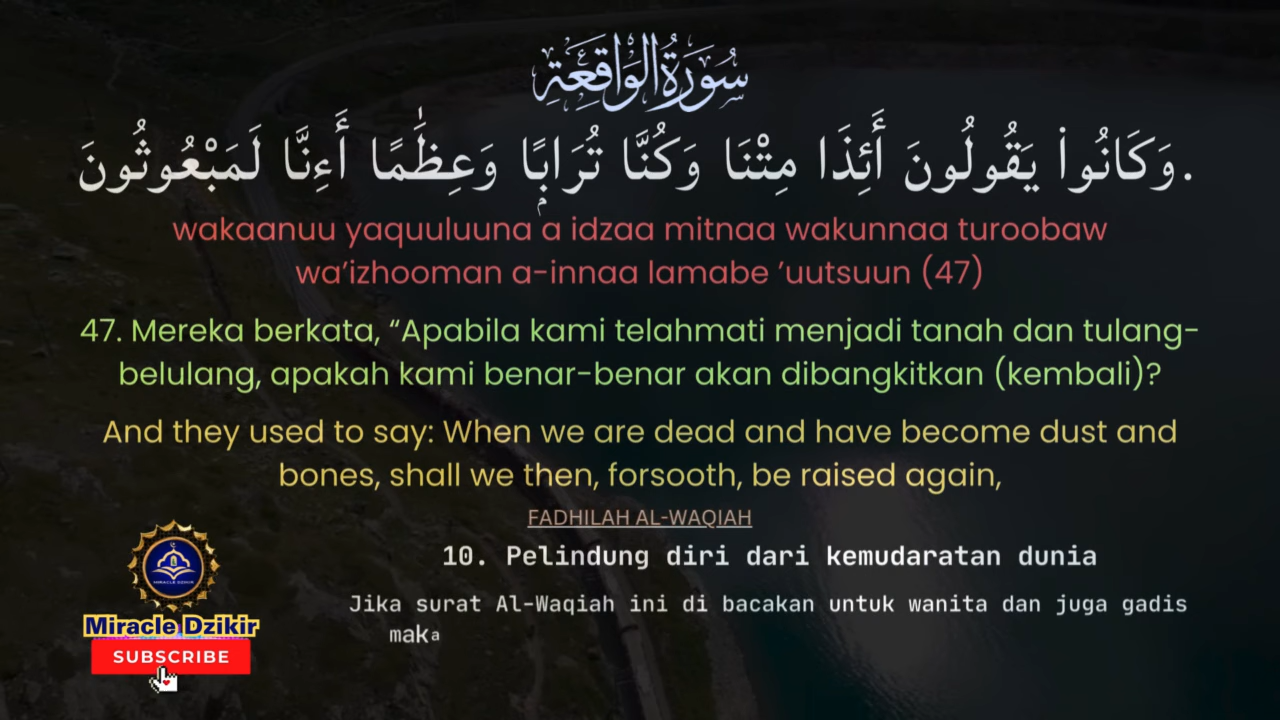 سُورَةُ الْوَاقِعَةِ
وَكَانُوا۟ يَقُولُونَ أَئِذَا مِتْنَا وَكُنَّا تُرَابًۭا وَعِظَٰمًا أَءِنَّا لَمَبْعُوثُونَ.
wakaanuu yaquuluuna a idzaa mitnaa wakunnaa turoobaw
wa’izhooman a-innaa lamabe ’uutsuun (47)
47. Mereka berkata, “Apabila kami telahmati menjadi tanah dan tulang-
belulang, apakah kami benar-benar akan dibangkitkan (kembali)?
And they used to say: When we are dead and have become dust and
bones, shall we then, forsooth, be raised again,
FADHILAH AL-WAQIAH
10. Pelindung diri dari kemudaratan dunia
Jika surat Al-Waqiah ini di bacakan untuk wanita dan juga gadis
maka
MIRACLE DZIKIR
Miracle Dzikir
SUBSCRIBE